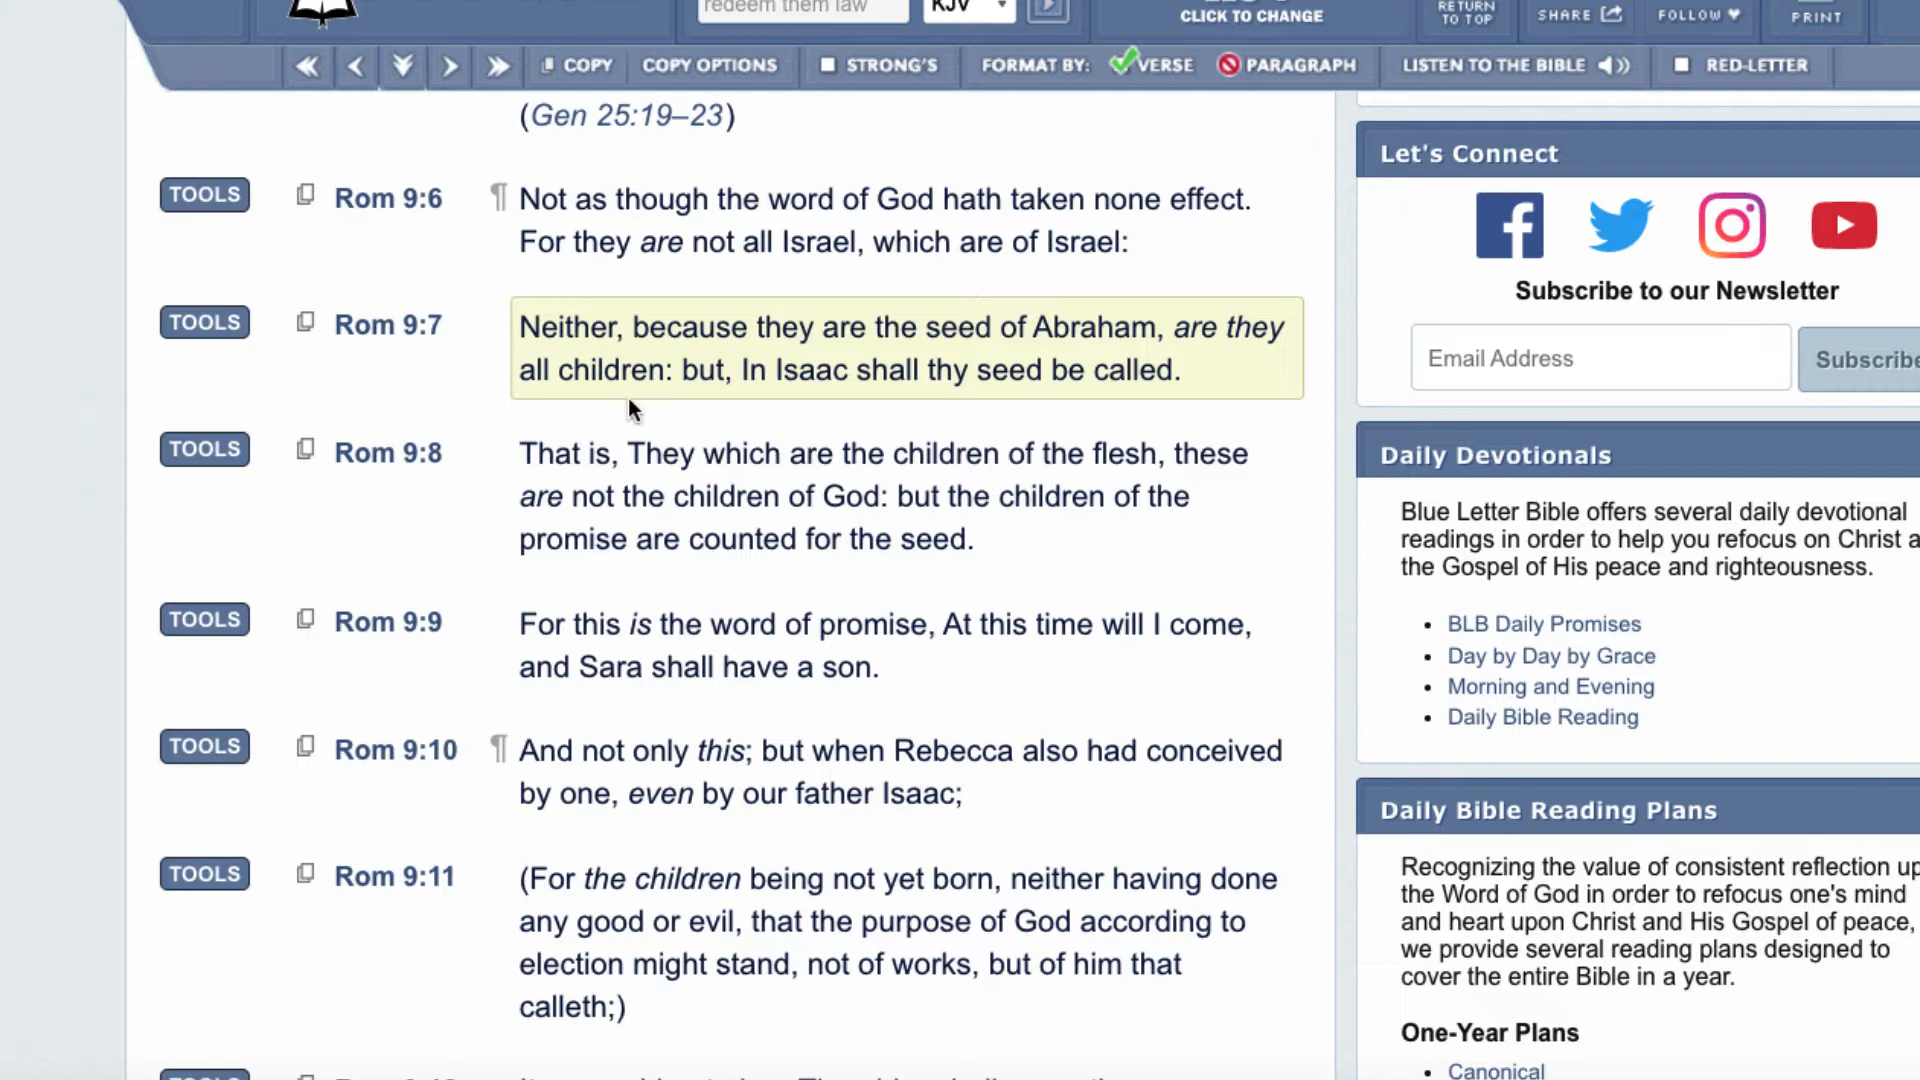 redeem them law
KJV
CLICK TO CHANGE
RETURN
TO TOP
SHARE
FOLLOW
PRINT
COPY
COPY OPTIONS
STRONG'S
FORMAT BY:
VERSE
PARAGRAPH
LISTEN TO THE BIBLE
RED-LETTER
(Gen 25:19–23)
TOOLS
Rom 9:6
¶ Not as though the word of God hath taken none effect.
For they are not all Israel, which are of Israel:
TOOLS
Rom 9:7
Neither, because they are the seed of Abraham, are they
all children: but, In Isaac shall thy seed be called.
TOOLS
Rom 9:8
That is, They which are the children of the flesh, these
are not the children of God: but the children of the
promise are counted for the seed.
TOOLS
Rom 9:9
For this is the word of promise, At this time will I come,
and Sara shall have a son.
TOOLS
Rom 9:10
¶ And not only this; but when Rebecca also had conceived
by one, even by our father Isaac;
TOOLS
Rom 9:11
(For the children being not yet born, neither having done
any good or evil, that the purpose of God according to
election might stand, not of works, but of him that
calleth;)
Let's Connect
Subscribe to our Newsletter
Email Address
Subscribe
Daily Devotionals
Blue Letter Bible offers several daily devotional
readings in order to help you refocus on Christ a
the Gospel of His peace and righteousness.
• BLB Daily Promises
• Day by Day by Grace
• Morning and Evening
• Daily Bible Reading
Daily Bible Reading Plans
Recognizing the value of consistent reflection up
the Word of God in order to refocus one's mind
and heart upon Christ and His Gospel of peace,
we provide several reading plans designed to
cover the entire Bible in a year.
One-Year Plans
• Canonical